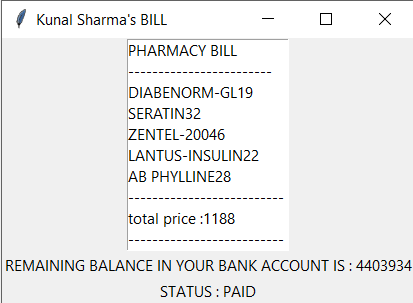 Kunal Sharma's BILL
PHARMACY BILL
------------------------
DIABENORM-GL19
SERATIN32
ZENTEL-20046
LANTUS-INSULIN22
AB PHYLLINE28
--------------------------
total price :1188
--------------------------
REMAINING BALANCE IN YOUR BANK ACCOUNT IS : 4403934
STATUS : PAID